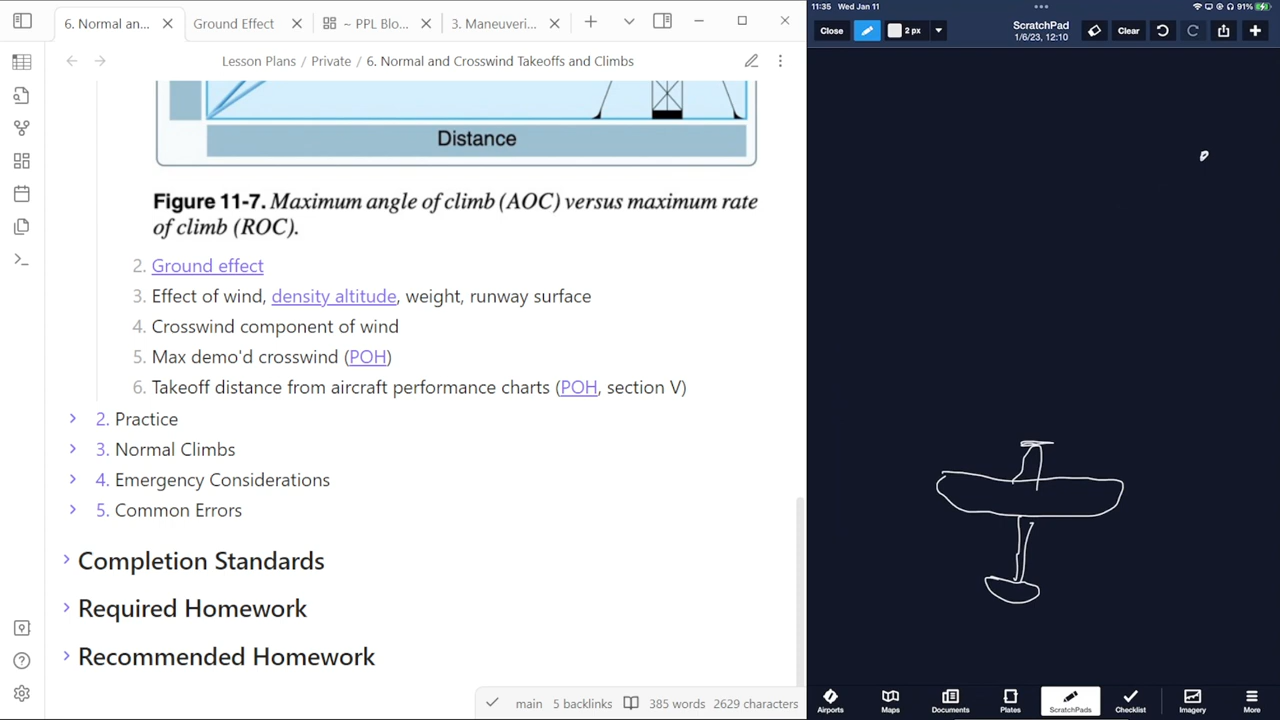 6. Normal an...
Ground Effect
~ PPL Blo...
3. Maneuveri...
Lesson Plans / Private / 6. Normal and Crosswind Takeoffs and Climbs
Distance
Figure 11-7. Maximum angle of climb (AOC) versus maximum rate
of climb (ROC).
2. Ground effect
3. Effect of wind, density altitude, weight, runway surface
4. Crosswind component of wind
5. Max demo'd crosswind (POH)
6. Takeoff distance from aircraft performance charts (POH, section V)
2. Practice
3. Normal Climbs
4. Emergency Considerations
5. Common Errors
Completion Standards
Required Homework
Recommended Homework
main 5 backlinks 385 words 2629 characters
11:35 Wed Jan 11
91%
Close
2 px
ScratchPad
1/6/23, 12:10
Clear
Airports
Maps
Documents
Plates
ScratchPads
Checklist
Imagery
More